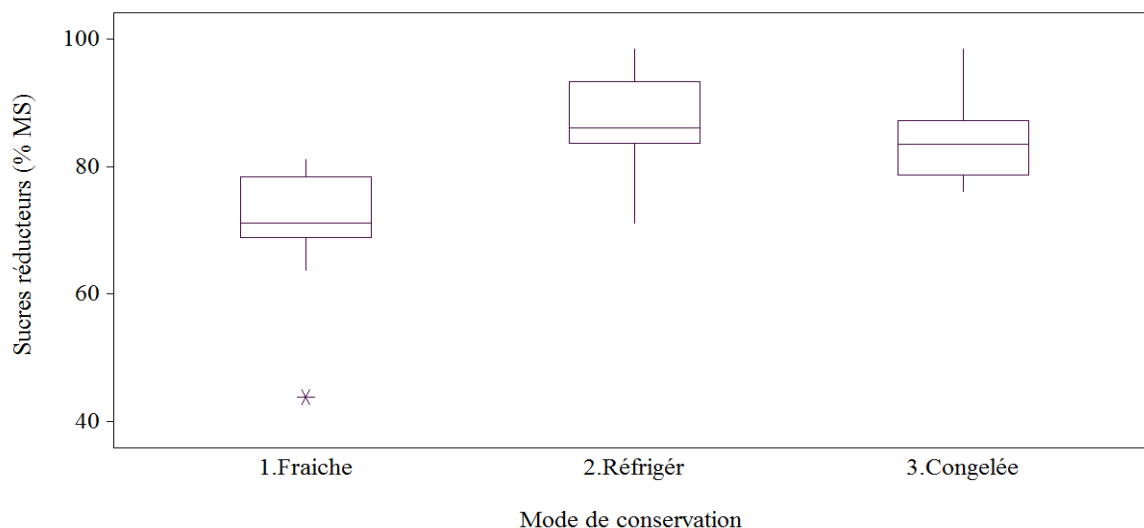 Sucres réducteurs (% MS)
100
80
60
40
1.Fraiche
2.Réfrigér
3.Congelée
Mode de conservation